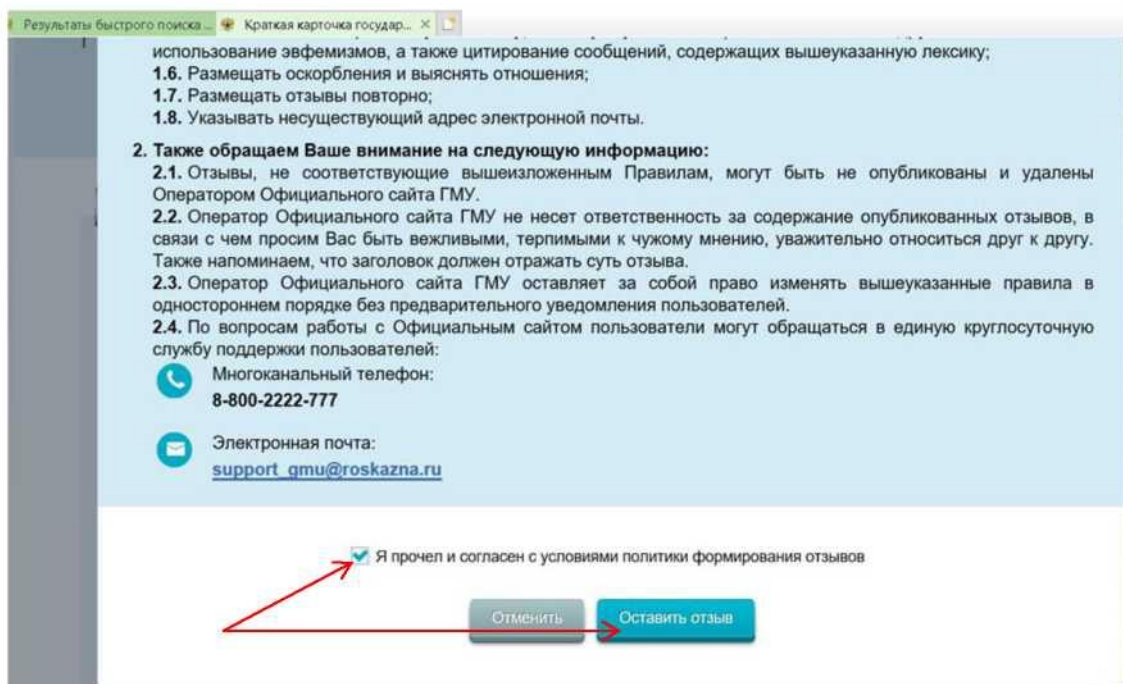 Результаты быстрого поиска ...
Краткая карточка государ...
использование эвфемизмов, а также цитирование сообщений, содержащих вышеуказанную лексику;
1.6. Размещать оскорбления и выяснять отношения;
1.7. Размещать отзывы повторно;
1.8. Указывать несуществующий адрес электронной почты.
2. Также обращаем Ваше внимание на следующую информацию:
2.1. Отзывы, не соответствующие вышеизложенным Правилам, могут быть не опубликованы и удалены
Оператором Официального сайта ГМУ.
2.2. Оператор Официального сайта ГМУ не несет ответственность за содержание опубликованных отзывов, в
связи с чем просим Вас быть вежливыми, терпимыми к чужому мнению, уважительно относиться друг к другу.
Также напоминаем, что заголовок должен отражать суть отзыва.
2.3. Оператор Официального сайта ГМУ оставляет за собой право изменять вышеуказанные правила в
одностороннем порядке без предварительного уведомления пользователей.
2.4. По вопросам работы с Официальным сайтом пользователи могут обращаться в единую круглосуточную
службу поддержки пользователей:
Многоканальный телефон:
8-800-2222-777
Электронная почта:
support_gmu@roskazna.ru
Я прочел и согласен с условиями политики формирования отзывов
Отменить
Оставить отзыв